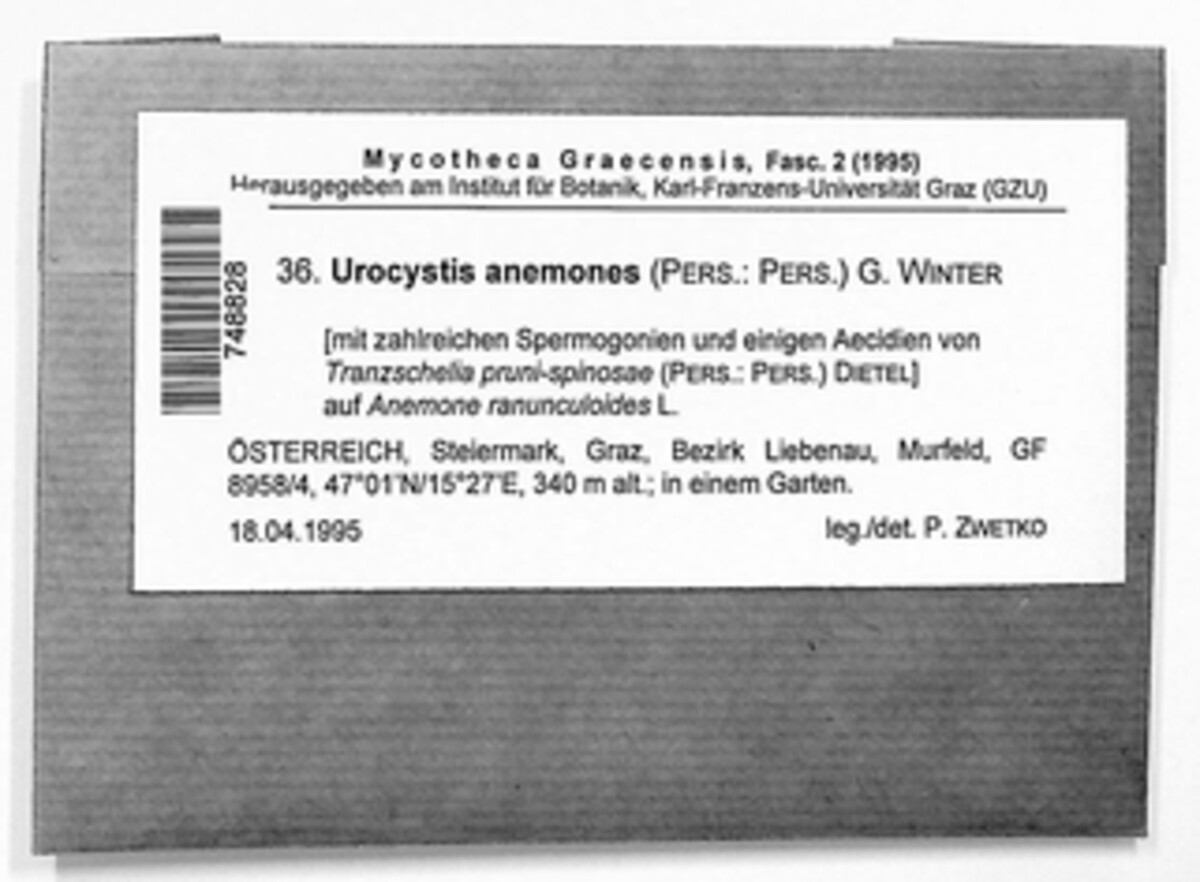 Mycotheca Graecensis, Fasc. 2 (1995)
Herausgegeben am Institut für Botanik, Karl-Franzens-Universität Graz (GZU)
748828
36. Urocystis anemones (PERS.: PERS.) G. WINTER
[mit zahlreichen Spermogonien und einigen Aecidien von
Tranzschelia pruni-spinosae (PERS.: PERS.) DIETEL]
auf Anemone ranunculoides L.
ÖSTERREICH, Steiermark, Graz, Bezirk Liebenau, Murfeld, GF
8958/4, 47°01'N/15°27'E, 340 m alt.; in einem Garten.
18.04.1995 leg./det. P. ZWETKO